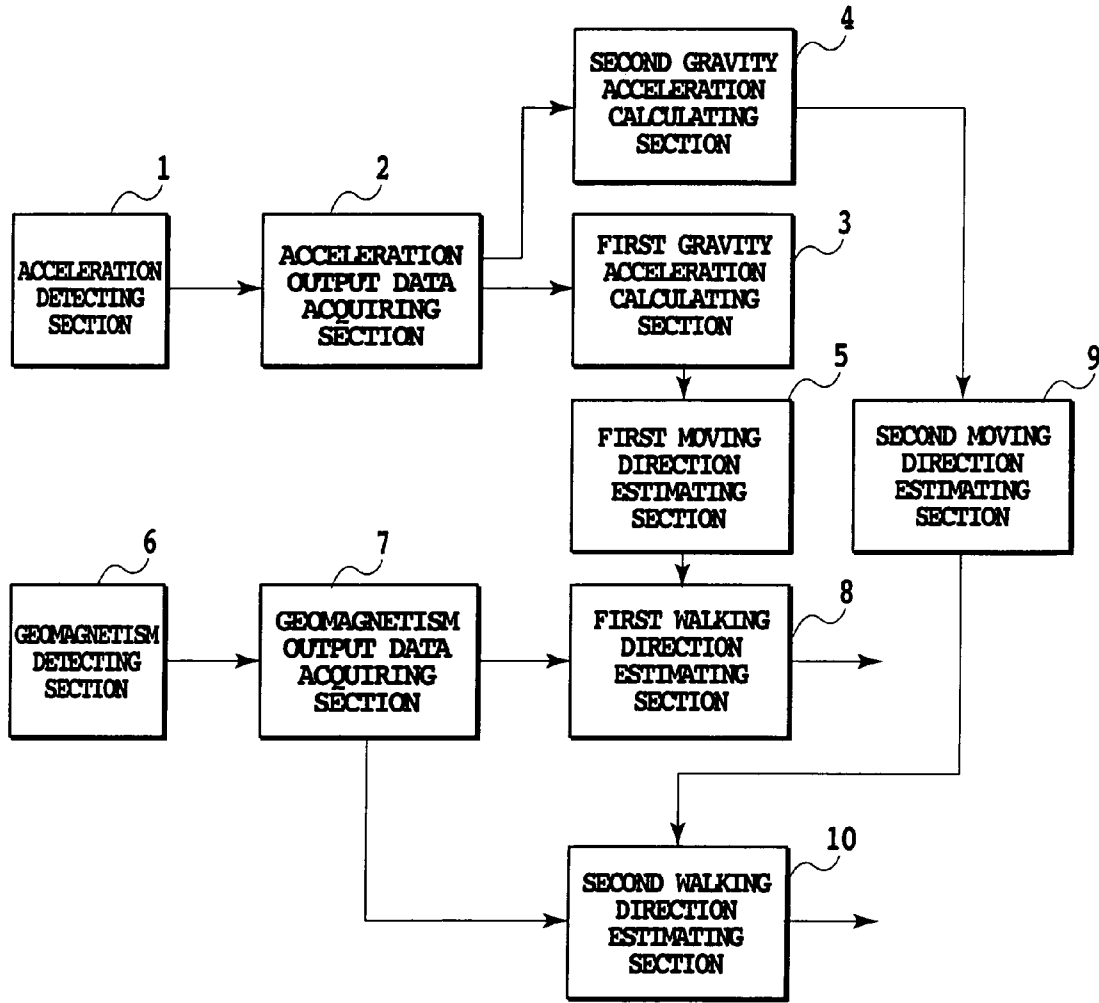 4
SECOND GRAVITY
ACCELERATION
CALCULATING
SECTION
1
ACCELERATION
DETECTING
SECTION
2
ACCELERATION
OUTPUT DATA
ACQUIRING
SECTION
3
FIRST GRAVITY
ACCELERATION
CALCULATING
SECTION
5
FIRST MOVING
DIRECTION
ESTIMATING
SECTION
9
SECOND MOVING
DIRECTION
ESTIMATING
SECTION
6
GEOMAGNETISM
DETECTING
SECTION
7
GEOMAGNETISM
OUTPUT DATA
ACQUIRING
SECTION
8
FIRST WALKING
DIRECTION
ESTIMATING
SECTION
10
SECOND WALKING
DIRECTION
ESTIMATING
SECTION